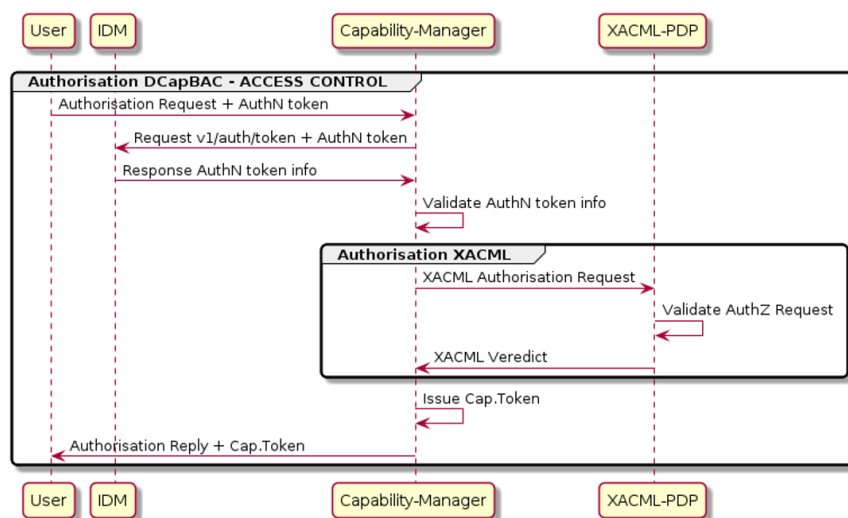 User IDM Capability-Manager XACML-PDP
Authorisation DCapBAC - ACCESS CONTROL
Authorisation Request + AuthN token
Request v1/auth/token + AuthN token
Response AuthN token info
Validate AuthN token info
Authorisation XACML
XACML Authorisation Request
Validate AuthZ Request
XACML Veredict
Issue Cap.Token
Authorisation Reply + Cap.Token
User IDM Capability-Manager XACML-PDP